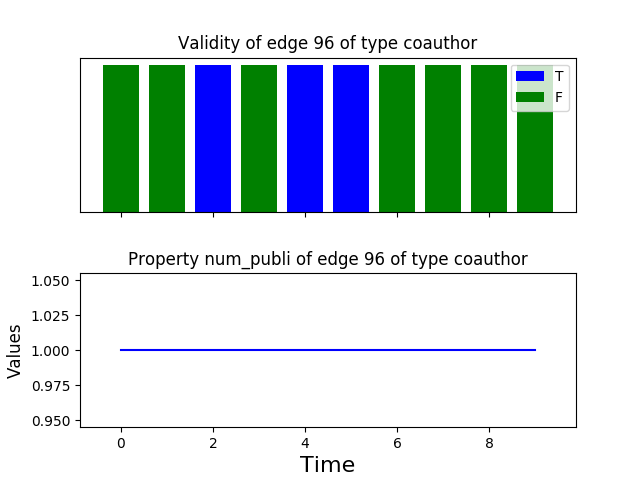 Validity of edge 96 of type coauthor
T
F
Property num_publi of edge 96 of type coauthor
1.050
1.025
1.000
0.975
0.950
Values
0 2 4 6 8
Time